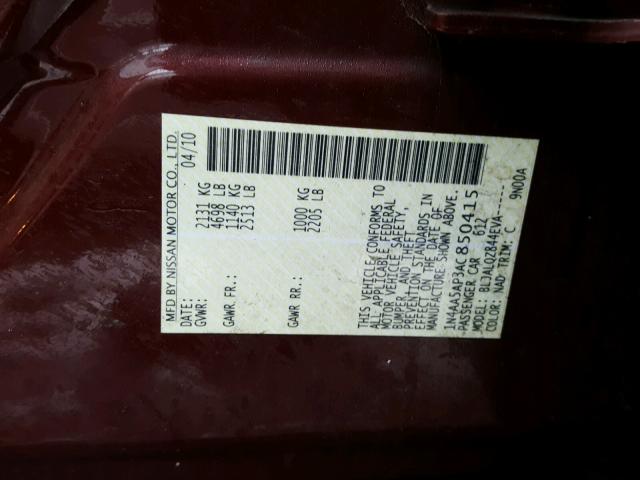 MFD BY NISSAN MOTOR CO., LTD.
DATE: 04/10
GVWR: 2131 KG
4698 LB
GAWR FR.: 1140 KG
2513 LB
GAWR RR.: 1000 KG
2205 LB
THIS VEHICLE CONFORMS TO
ALL APPLICABLE FEDERAL
MOTOR VEHICLE SAFETY,
BUMPER, AND THEFT
PREVENTION STANDARDS IN
EFFECT ON THE DATE OF
MANUFACTURE SHOWN ABOVE.
1N4AA5AP3AC850415
PASSENGER CAR 612
MODEL: BLJALQZ844EVA-----
COLOR: NAD TRIM: C 9N00A